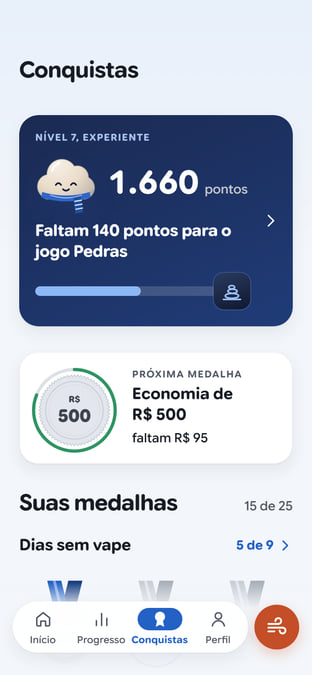 Conquistas
NÍVEL 7, EXPERIENTE
1.660 pontos
Faltam 140 pontos para o
jogo Pedras
R$
500
PRÓXIMA MEDALHA
Economia de
R$ 500
faltam R$ 95
Suas medalhas
15 de 25
Dias sem vape
5 de 9
Início
Progresso
Conquistas
Perfil